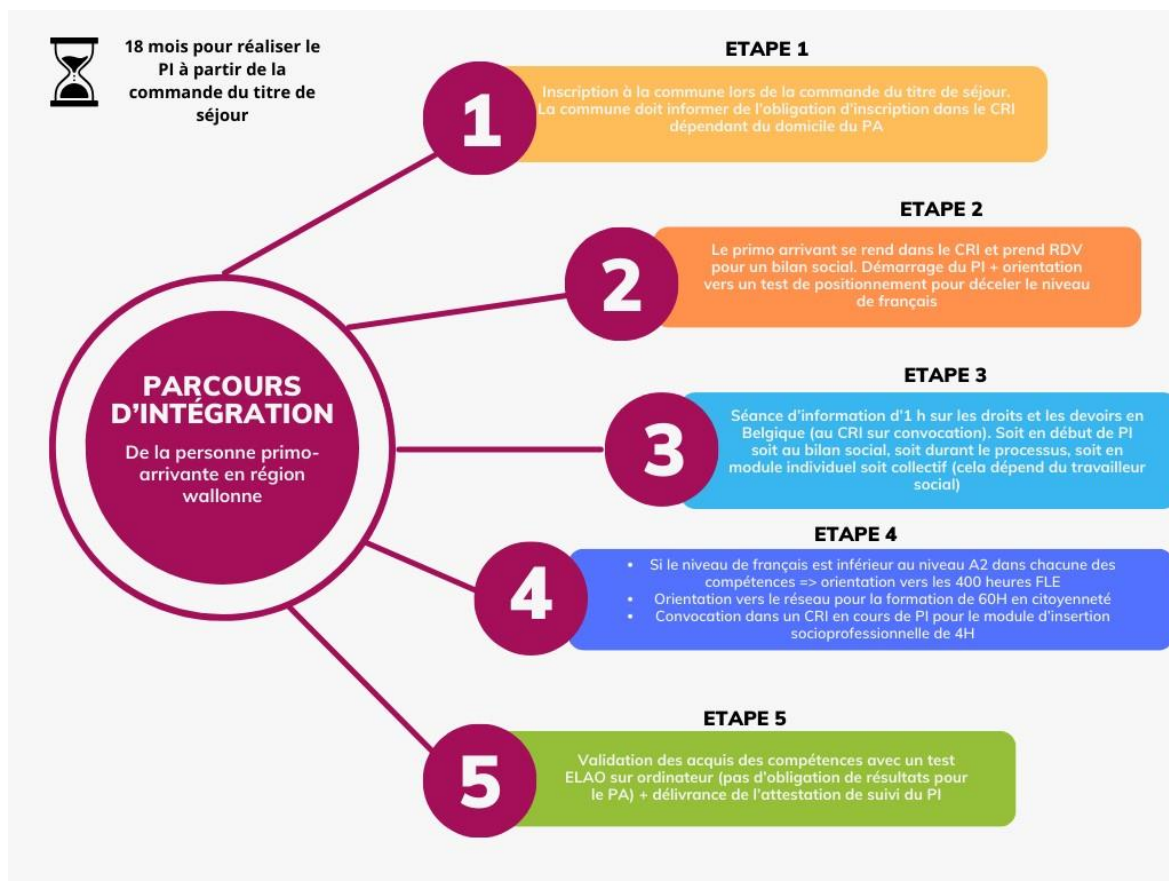 18 mois pour réaliser le
PI à partir de la
commande du titre de
séjour
ETAPE 1
1
Inscription à la commune lors de la commande du titre de séjour.
La commune doit informer de l'obligation d'inscription dans le CRI
dépendant du domicile du PA
ETAPE 2
2
Le primo arrivant se rend dans le CRI et prend RDV
pour un bilan social. Démarrage du PI + orientation
vers un test de positionnement pour déceler le niveau
de français
PARCOURS
D'INTÉGRATION
De la personne primo-
arrivante en région
wallonne
ETAPE 3
3
Séance d'information d'1 h sur les droits et les devoirs en
Belgique (au CRI sur convocation). Soit en début de PI
soit au bilan social, soit durant le processus, soit en
module individuel soit collectif (cela dépend du travailleur
social)
ETAPE 4
4
• Si le niveau de français est inférieur au niveau A2 dans chacune des
compétences => orientation vers les 400 heures FLE
• Orientation vers le réseau pour la formation de 60H en citoyenneté
• Convocation dans un CRI en cours de PI pour le module d'insertion
socioprofessionnelle de 4H
ETAPE 5
5
Validation des acquis des compétences avec un test
ELAO sur ordinateur (pas d'obligation de résultats pour
le PA) + délivrance de l'attestation de suivi du PI